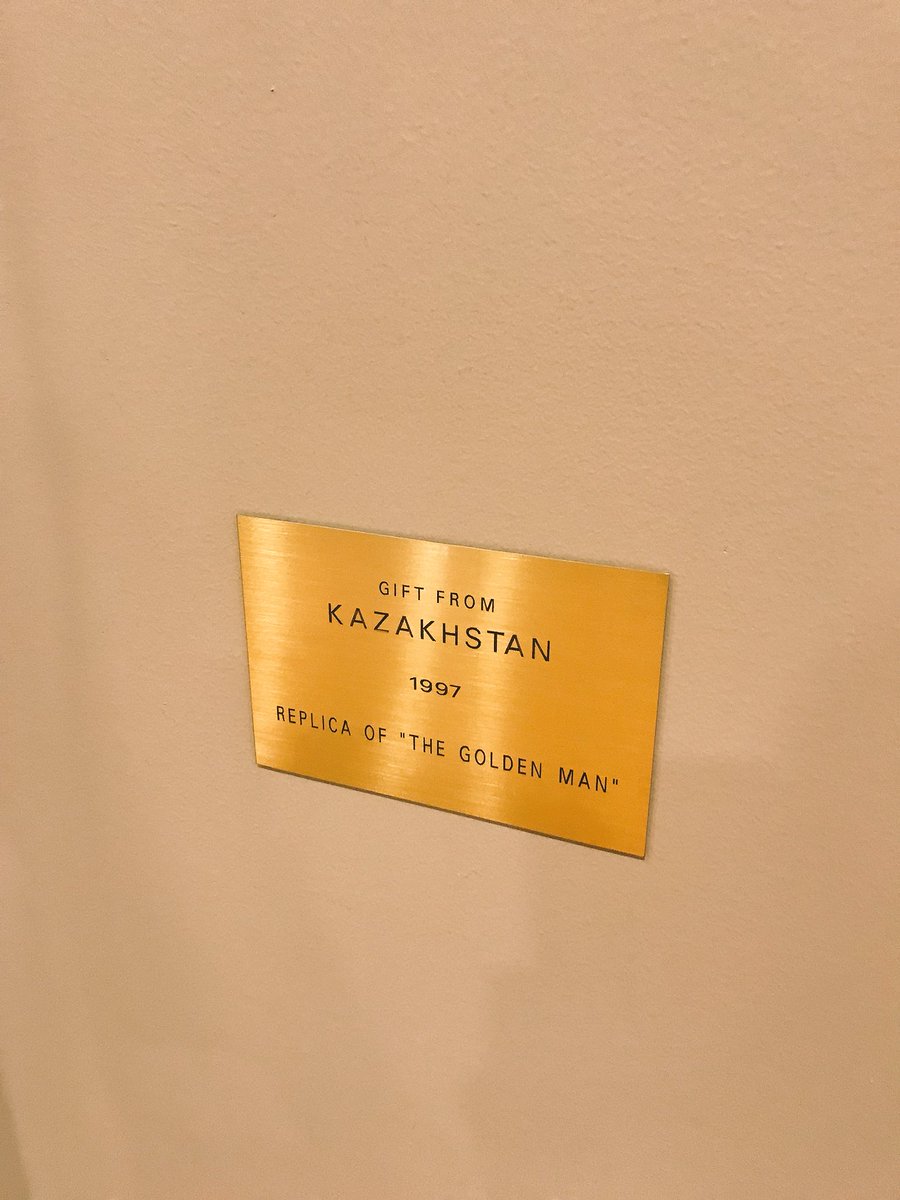 GIFT FROM
KAZAKHSTAN
1997
REPLICA OF "THE GOLDEN MAN"